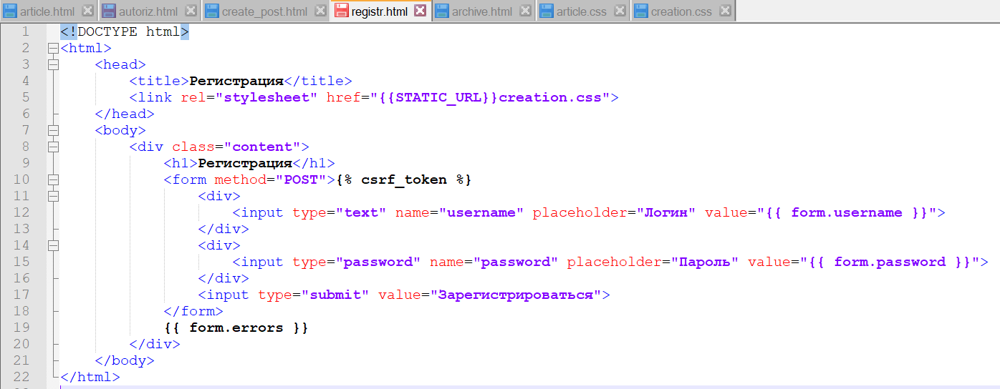 article.html autoriz.html create_post.html registr.html archive.html article.css creation.css
1 <!DOCTYPE html>
2 <html>
3 <head>
4 <title>Регистрация</title>
5 <link rel="stylesheet" href="{{STATIC_URL}}creation.css">
6 </head>
7 <body>
8 <div class="content">
9 <h1>Регистрация</h1>
10 <form method="POST">{% csrf_token %}
11 <div>
12 <input type="text" name="username" placeholder="Логин" value="{{ form.username }}">
13 </div>
14 <div>
15 <input type="password" name="password" placeholder="Пароль" value="{{ form.password }}">
16 </div>
17 <input type="submit" value="Зарегистрироваться">
18 </form>
19 {{ form.errors }}
20 </div>
21 </body>
22 </html>